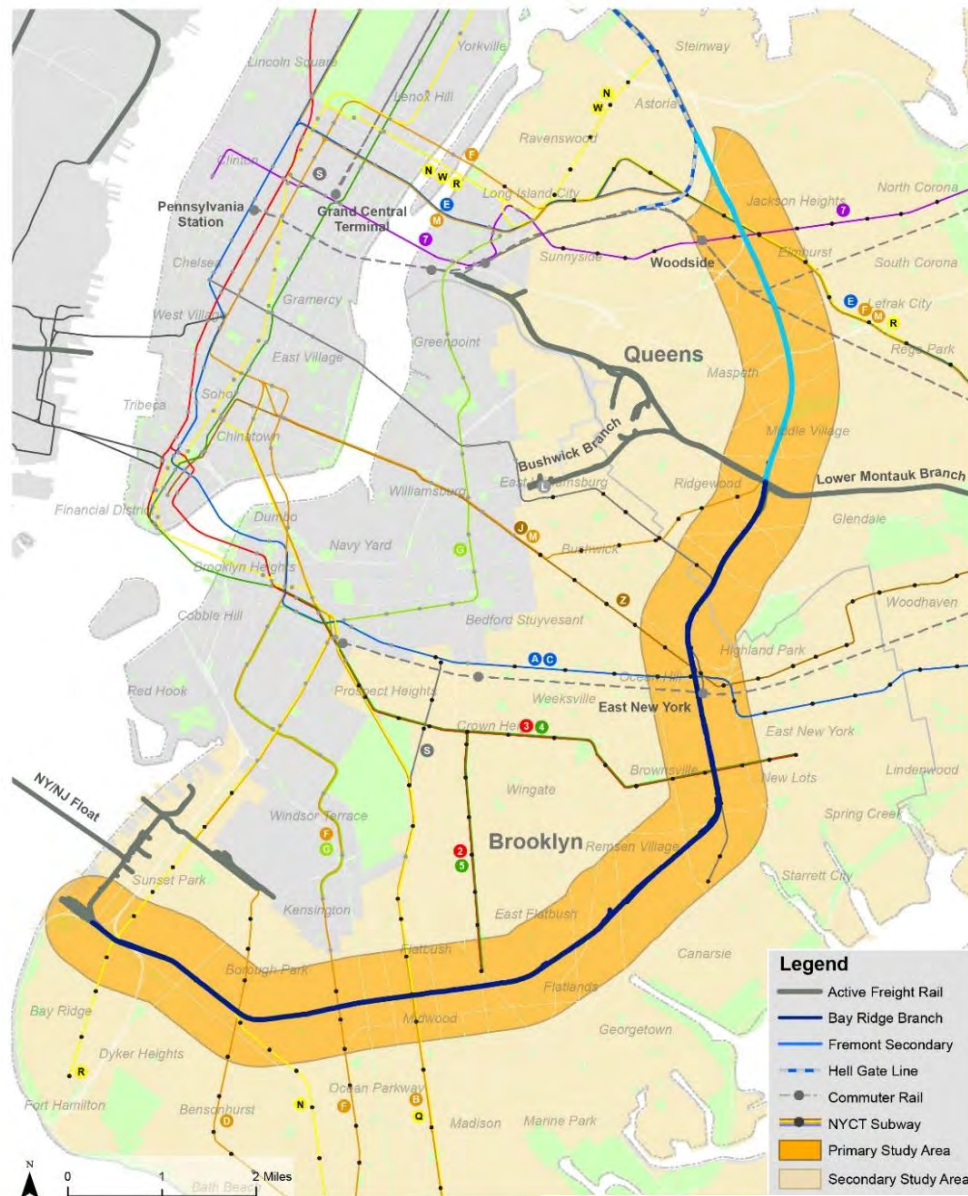 Steinway
Yorkville
Lincoln Square
Lenox Hill
Astoria
N
W
Ravenswood
F
Clinton
S
N
W
R
Long Island City
North Corona
Jackson Heights
7
Pennsylvania
Station
Grand Central
Terminal
E
M
7
Elmhurst
Sunnyside
Woodside
South Corona
Chelsea
Gramercy
Lefrak City
E
F
M
R
West Village
Greenpoint
East Village
Queens
Rego Park
Maspeth
Tribeca
Soho
Chinatown
Middle Village
Bushwick Branch
Williamsburg
East Williamsburg
L
Ridgewood
Lower Montauk Branch
Financial District
Dumbo
Glendale
Navy Yard
J
M
Bushwick
G
Brooklyn Heights
Cobble Hill
Z
Woodhaven
Bedford Stuyvesant
Highland Park
A
C
Ocean Hill
Red Hook
Prospect Heights
Weeksville
East New York
Crown Heights
3
4
East New York
S
Brownsville
New Lots
Lindenwood
NY/NJ Float
Wingate
Windsor Terrace
Spring Creek
F
G
Brooklyn
2
5
Remsen Village
Sunset Park
Starrett City
Kensington
East Flatbush
Flatbush
Canarsie
Borough Park
Flatlands
Bay Ridge
Midwood
Georgetown
Dyker Heights
R
Ocean Parkway
Fort Hamilton
Bensonhurst
D
N
F
B
Q
Madison
Marine Park
Bath Beach
N
0
2 Miles
Legend
Active Freight Rail
Bay Ridge Branch
Fremont Secondary
Hell Gate Line
Commuter Rail
NYCT Subway
Primary Study Area
Secondary Study Area